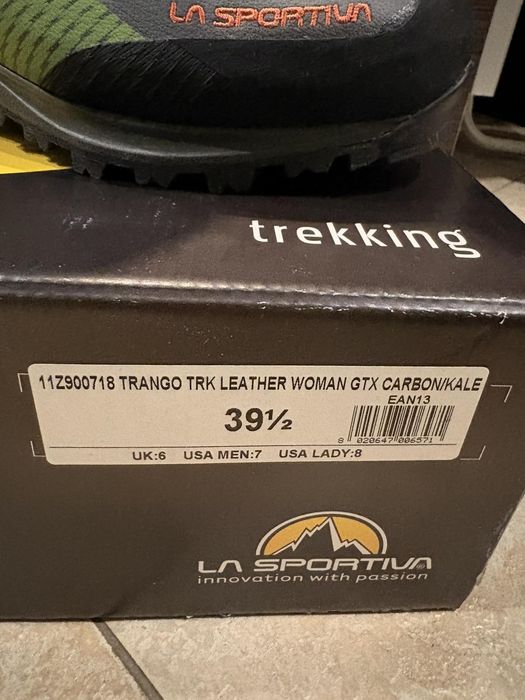 LA SPORTIVA
trekking
11Z900718 TRANGO TRK LEATHER WOMAN GTX CARBON/KALE
EAN13
39½
8 020647 006571
UK:6 USA MEN:7 USA LADY:8
LA SPORTIVA
innovation with passion